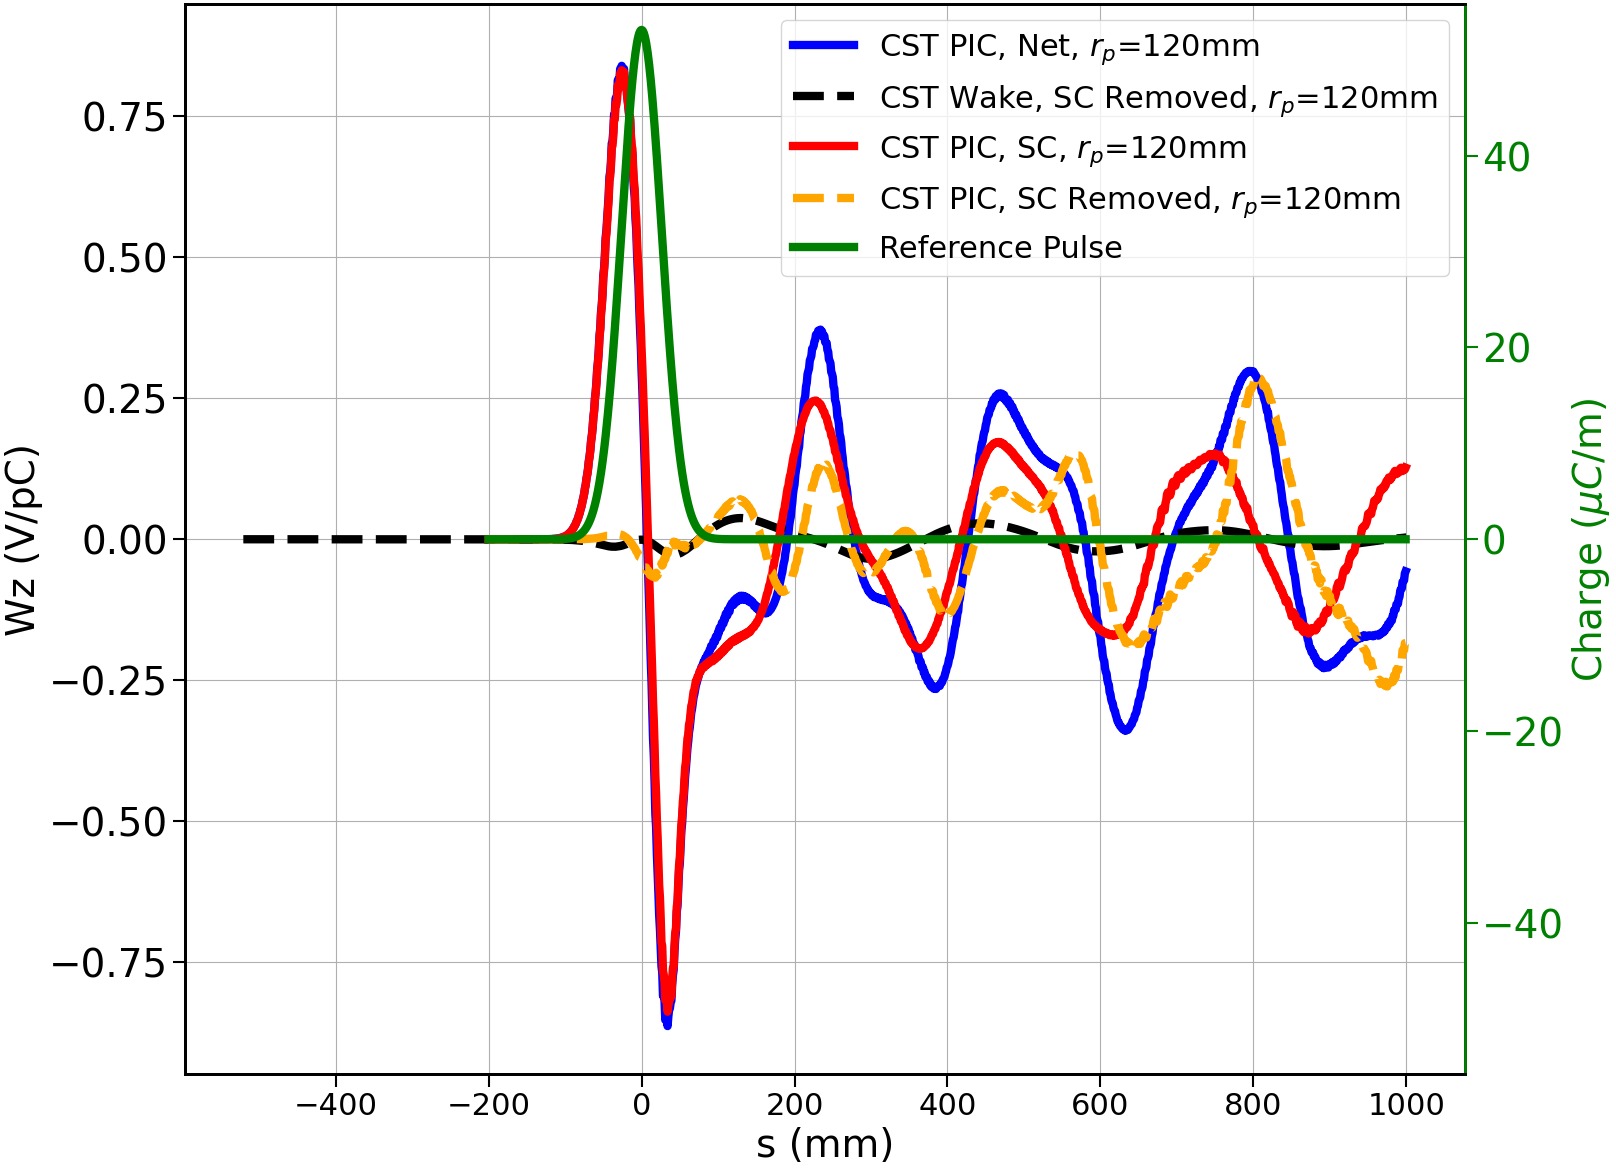 CST PIC, Net, r_p=120mm
CST Wake, SC Removed, r_p=120mm
CST PIC, SC, r_p=120mm
CST PIC, SC Removed, r_p=120mm
Reference Pulse
Wz (V/pC)
0.75
0.50
0.25
0.00
−0.25
−0.50
−0.75
40
20
0
−20
−40
Charge (μC/m)
−400
−200
0
200
400
600
800
1000
s (mm)